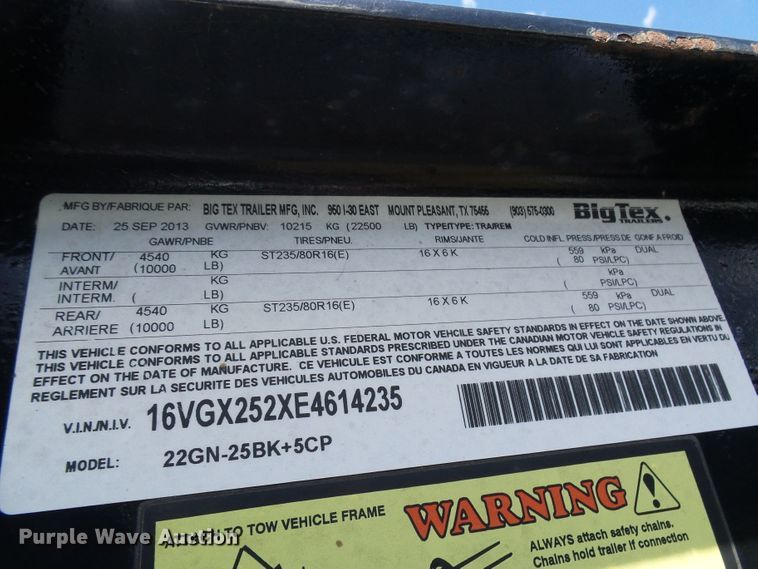 MFG BY/FABRIQUE PAR: BIG TEX TRAILER MFG, INC. 950 I-30 EAST MOUNT PLEASANT, TX 75455 (903) 575-0300 BigTex. TRAILERS
DATE: 25 SEP 2013 GVWR/PNBV: 10215 KG (22500 LB) TYPE/TYPE: TRA/REM
GAWR/PNBE TIRES/PNEU. RIMS/JANTE COLD INFL. PRESS/PRESS DE GONF A FROID
FRONT/ 4540 KG ST235/80R16(E) 16 X 6 K 559 kPa DUAL
AVANT (10000 LB) ( 80 PSI/LPC)
INTERM/ KG kPa
INTERM. ( LB) ( PSI/LPC)
REAR/ 4540 KG ST235/80R16(E) 16 X 6 K 559 kPa DUAL
ARRIERE (10000 LB) ( 80 PSI/LPC)
THIS VEHICLE CONFORMS TO ALL APPLICABLE U.S. FEDERAL MOTOR VEHCILE SAFETY STANDARDS IN EFFECT ON THE DATE SHOWN ABOVE.
THIS VEHICLE CONFORMS TO ALL APPLICABLE STANDARDS PRESCRIBED UNDER THE CANADIAN MOTOR VEHICLE SAFETY REGULATIONS IN
EFFECT ON THE DATE OF MANUFACTURE. CE VEHICULE EST CONFORME A TOUTES LES NORMES QUI LUI SONT APPLICABLES EN VERTU DU
REGLEMENT SUR LA SECURITE DES VEHICULES AUTOMOBILES DU CANADA EN VIGUEUR A LA DATE DE SA FABRICATION
V.I.N./N.I.V. 16VGX252XE4614235
MODEL: 22GN-25BK+5CP
WARNING
TO TOW VEHICLE FRAME
ALWAYS attach safety chains.
Chains hold trailer if connection
Purple Wave Auction